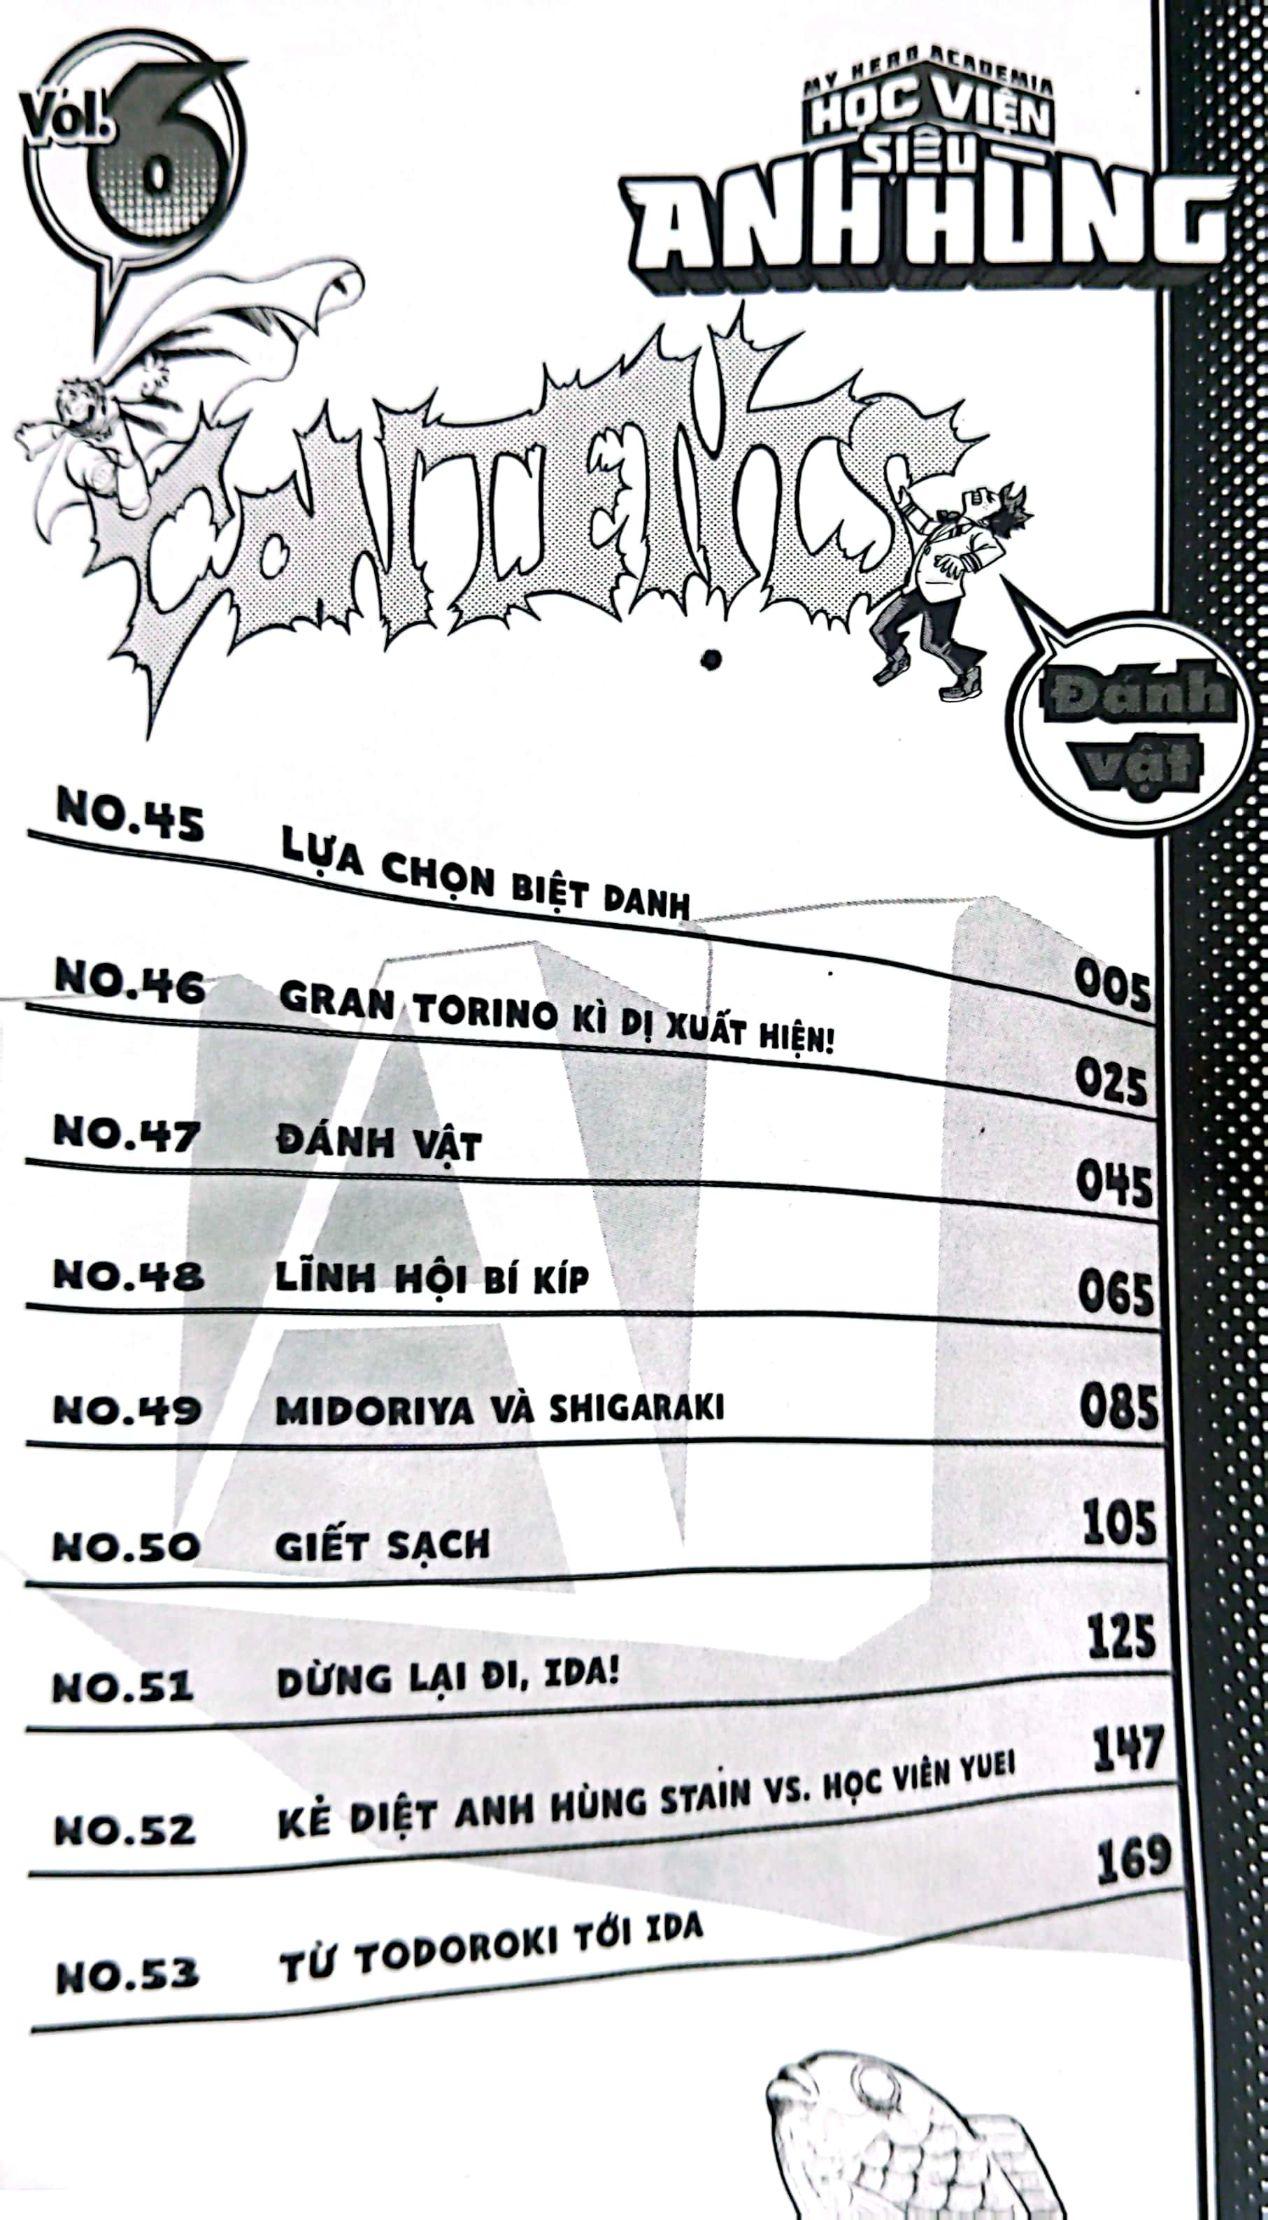 Vol. 6
MY HERO ACADEMIA
HỌC VIỆN
SIÊU
ANH HÙNG
CONTENTS
Đánh
vật
NO.45 LỰA CHỌN BIỆT DANH 005
NO.46 GRAN TORINO KÌ DỊ XUẤT HIỆN! 025
NO.47 ĐÁNH VẬT 045
NO.48 LĨNH HỘI BÍ KÍP 065
NO.49 MIDORIYA VÀ SHIGARAKI 085
NO.50 GIẾT SẠCH 105
NO.51 DỪNG LẠI ĐI, IDA! 125
NO.52 KẺ DIỆT ANH HÙNG STAIN VS. HỌC VIÊN YUEI 147
NO.53 TỪ TODOROKI TỚI IDA 169